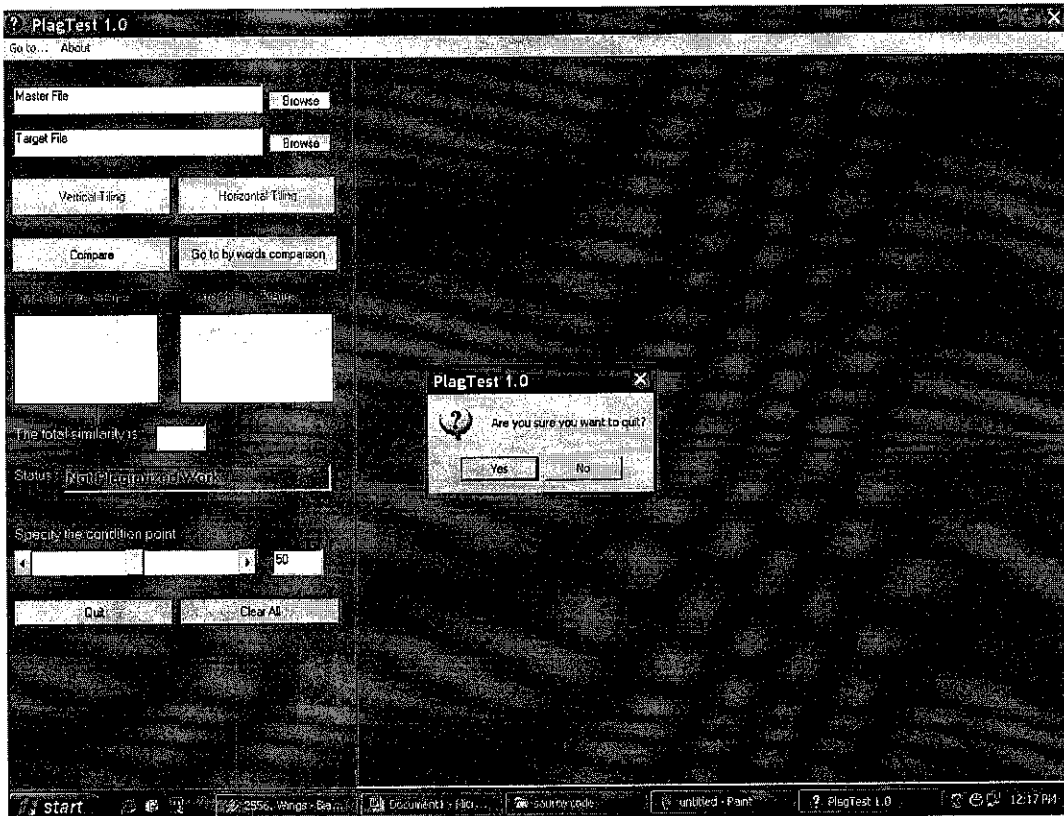 ? PlagTest 1.0
Go to... About
Master File
Browse
Target File
Browse
Vertical Tiling Horizontal Tiling
Compare Go to by words comparison
PlagTest 1.0
Are you sure you want to quit?
Yes No
The total similarity is
Status Not Plagiarized Work
Specify the condition point
50
Quit Clear All
start 2556. Wings - Document1 - source code untitled - Paint ? PlagTest 1.0 12:17 PM